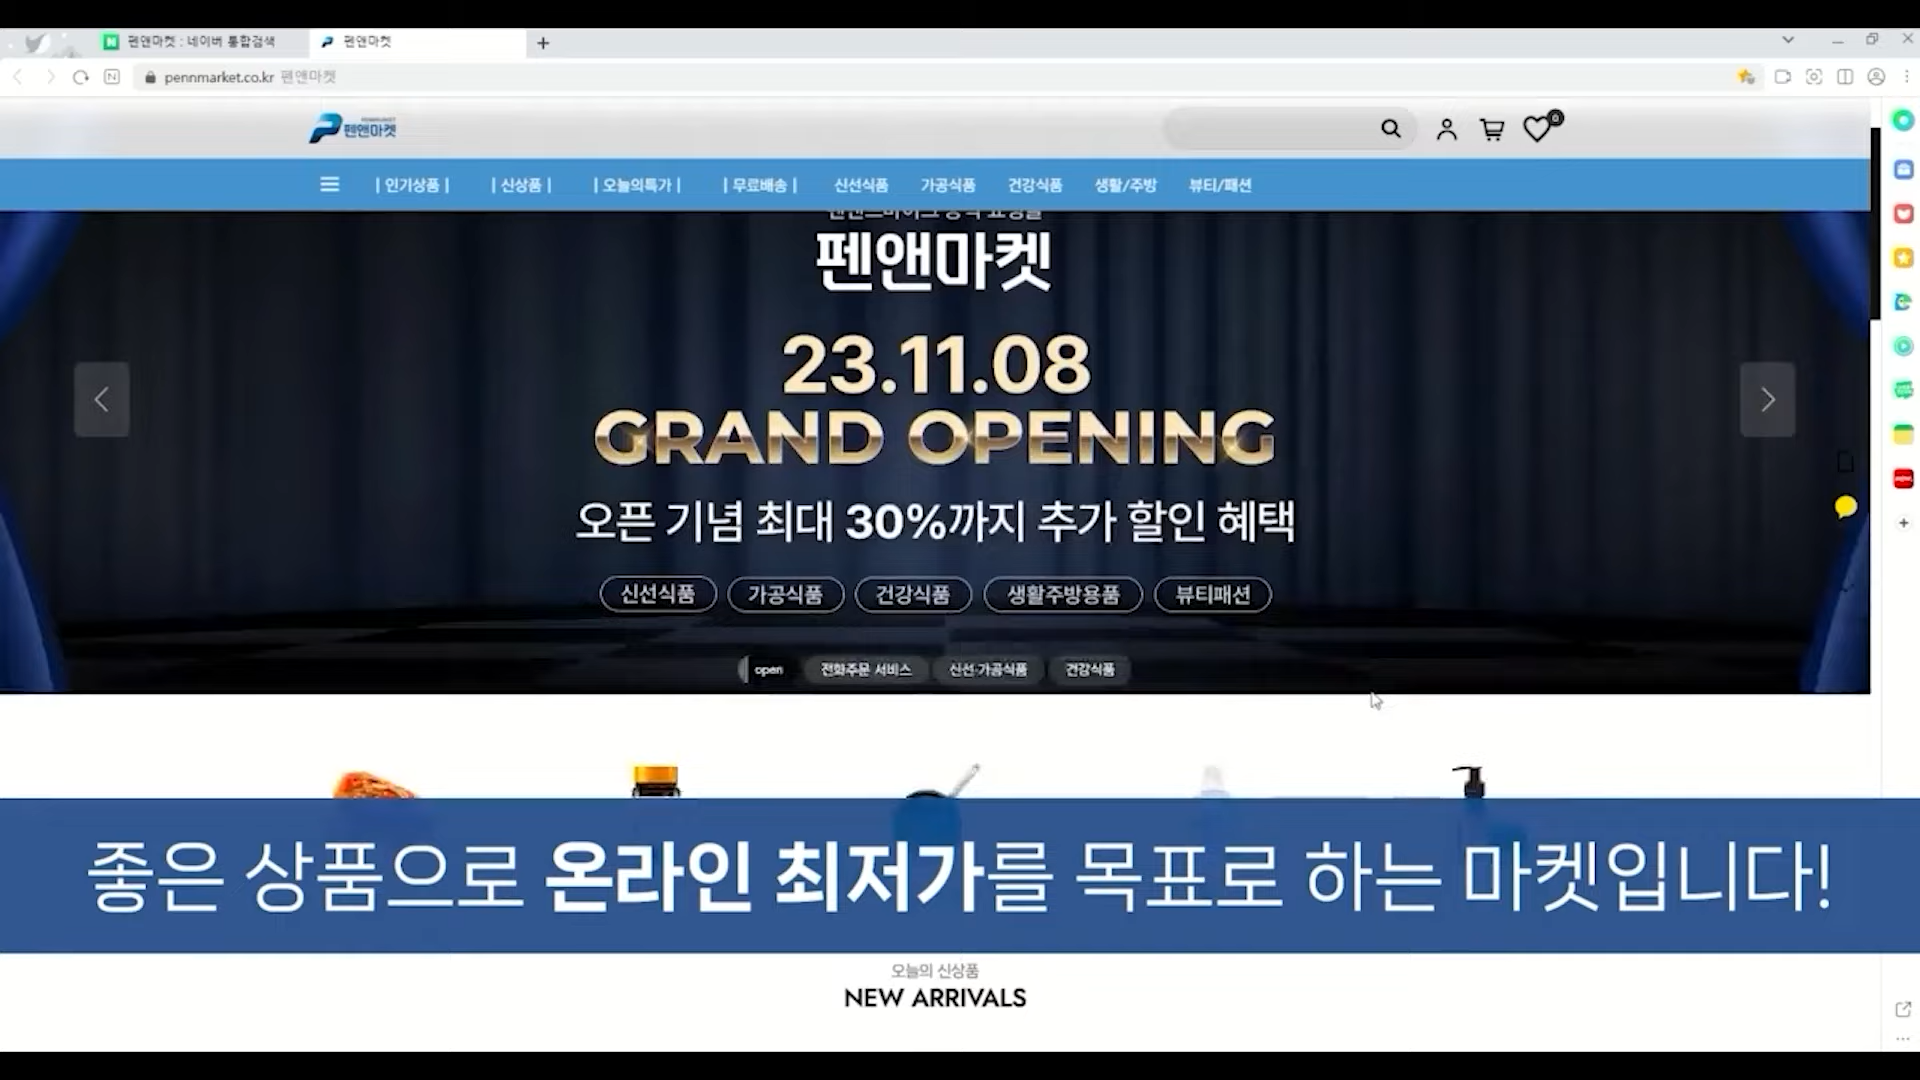 펜앤마켓 : 네이버 통합검색
펜앤마켓
pennmarket.co.kr 펜앤마켓
펜앤마켓
0
| 인기상품 | | 신상품 | | 오늘의특가 | | 무료배송 | 신선식품 가공식품 건강식품 생활/주방 뷰티/패션
펜앤마켓
23.11.08
GRAND OPENING
오픈 기념 최대 30%까지 추가 할인 혜택
신선식품 가공식품 건강식품 생활주방용품 뷰티패션
open 전화주문 서비스 신선·가공식품 건강식품
좋은 상품으로 온라인 최저가를 목표로 하는 마켓입니다!
오늘의 신상품
NEW ARRIVALS